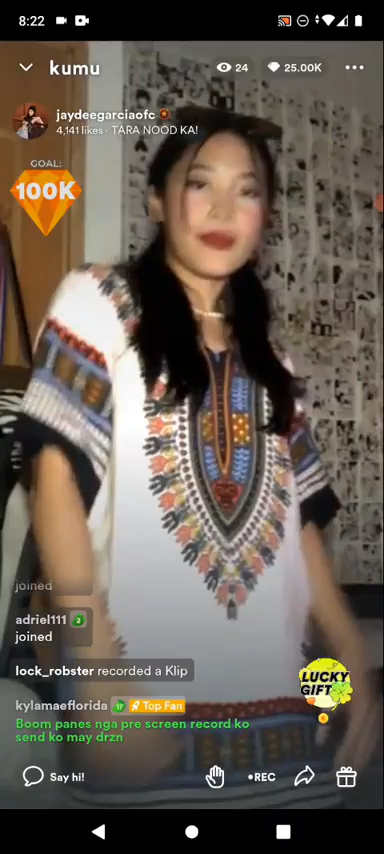 8:22
kumu
24
25.00K
jaydeegarciaofc
4,141 likes · TARA NOOD KA!
GOAL:
100K
joined
adriel111 2
joined
lock_robster recorded a Klip
kylamaeflorida 17 Top Fan
Boom panes nga pre screen record ko
send ko may drzn
LUCKY
GIFT
K
Say hi!
•REC